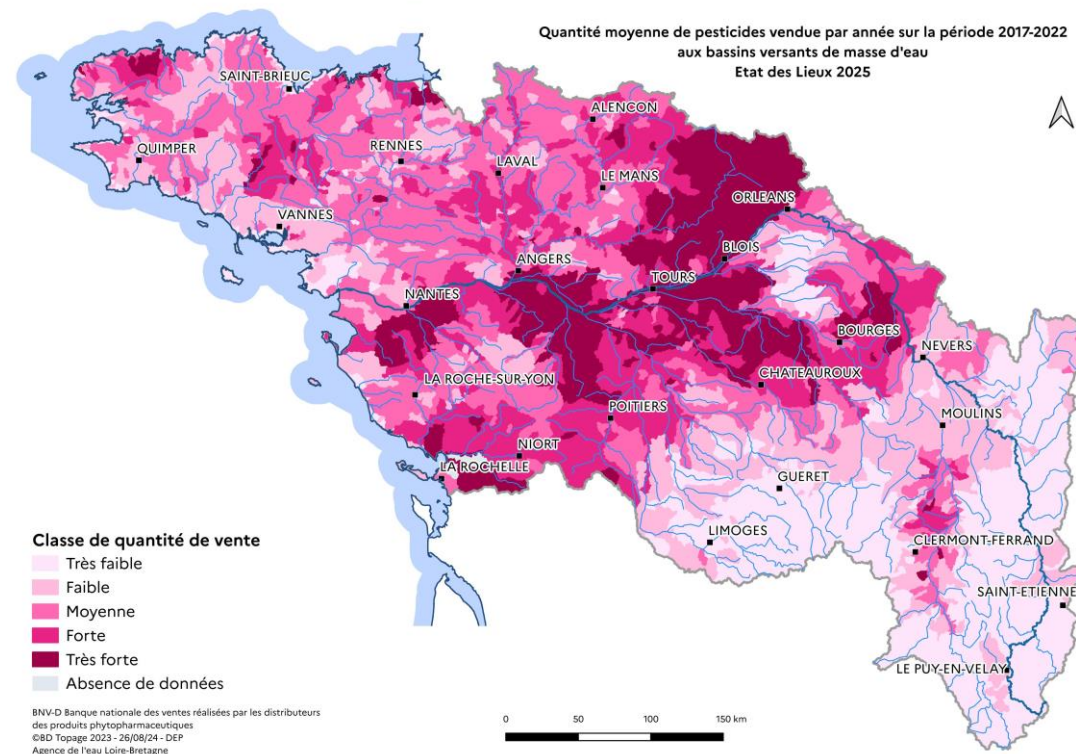 Quantité moyenne de pesticides vendue par année sur la période 2017-2022
aux bassins versants de masse d'eau
Etat des Lieux 2025
SAINT-BRIEUC
ALENCON
QUIMPER
RENNES
LAVAL
LE MANS
ORLEANS
VANNES
ANGERS
BLOIS
TOURS
NANTES
BOURGES
NEVERS
LA ROCHE-SUR-YON
CHATEAUROUX
POITIERS
MOULINS
NIORT
LA ROCHELLE
GUERET
LIMOGES
CLERMONT-FERRAND
SAINT-ETIENNE
LE PUY-EN-VELAY
Classe de quantité de vente
Très faible
Faible
Moyenne
Forte
Très forte
Absence de données
BNV-D Banque nationale des ventes réalisées par les distributeurs
des produits phytopharmaceutiques
©BD Topage 2023 - 26/08/24 - DEP
Agence de l'eau Loire-Bretagne
0 50 100 150 km